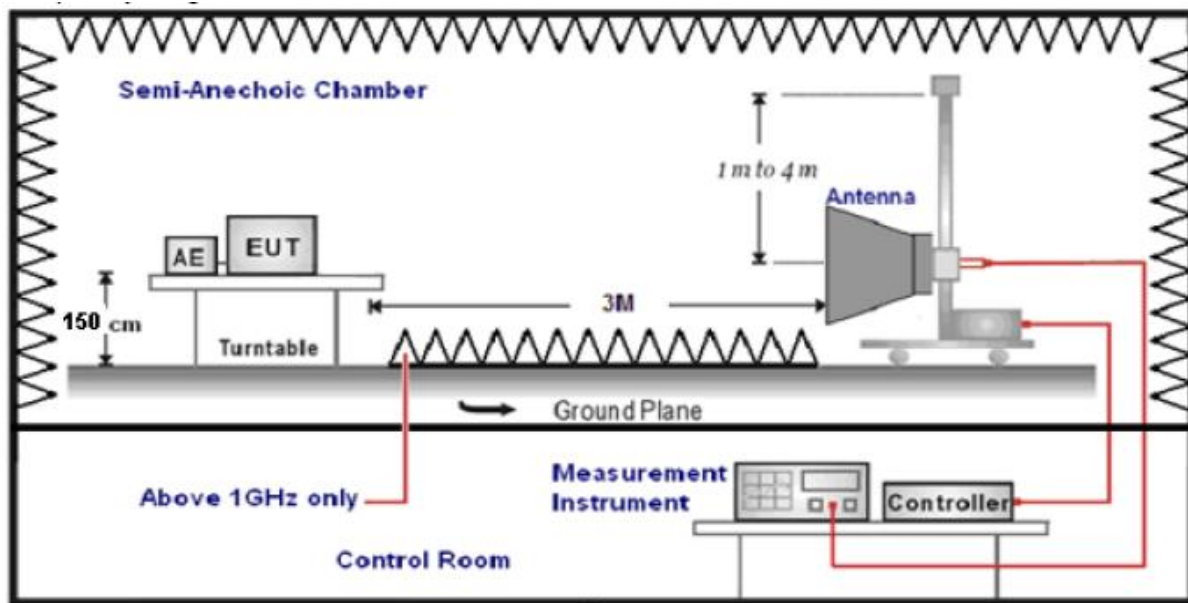 Semi-Anechoic Chamber
1 m to 4 m
Antenna
AE
EUT
3M
150 cm
Turntable
Ground Plane
Measurement
Instrument
Above 1GHz only
Controller
Control Room